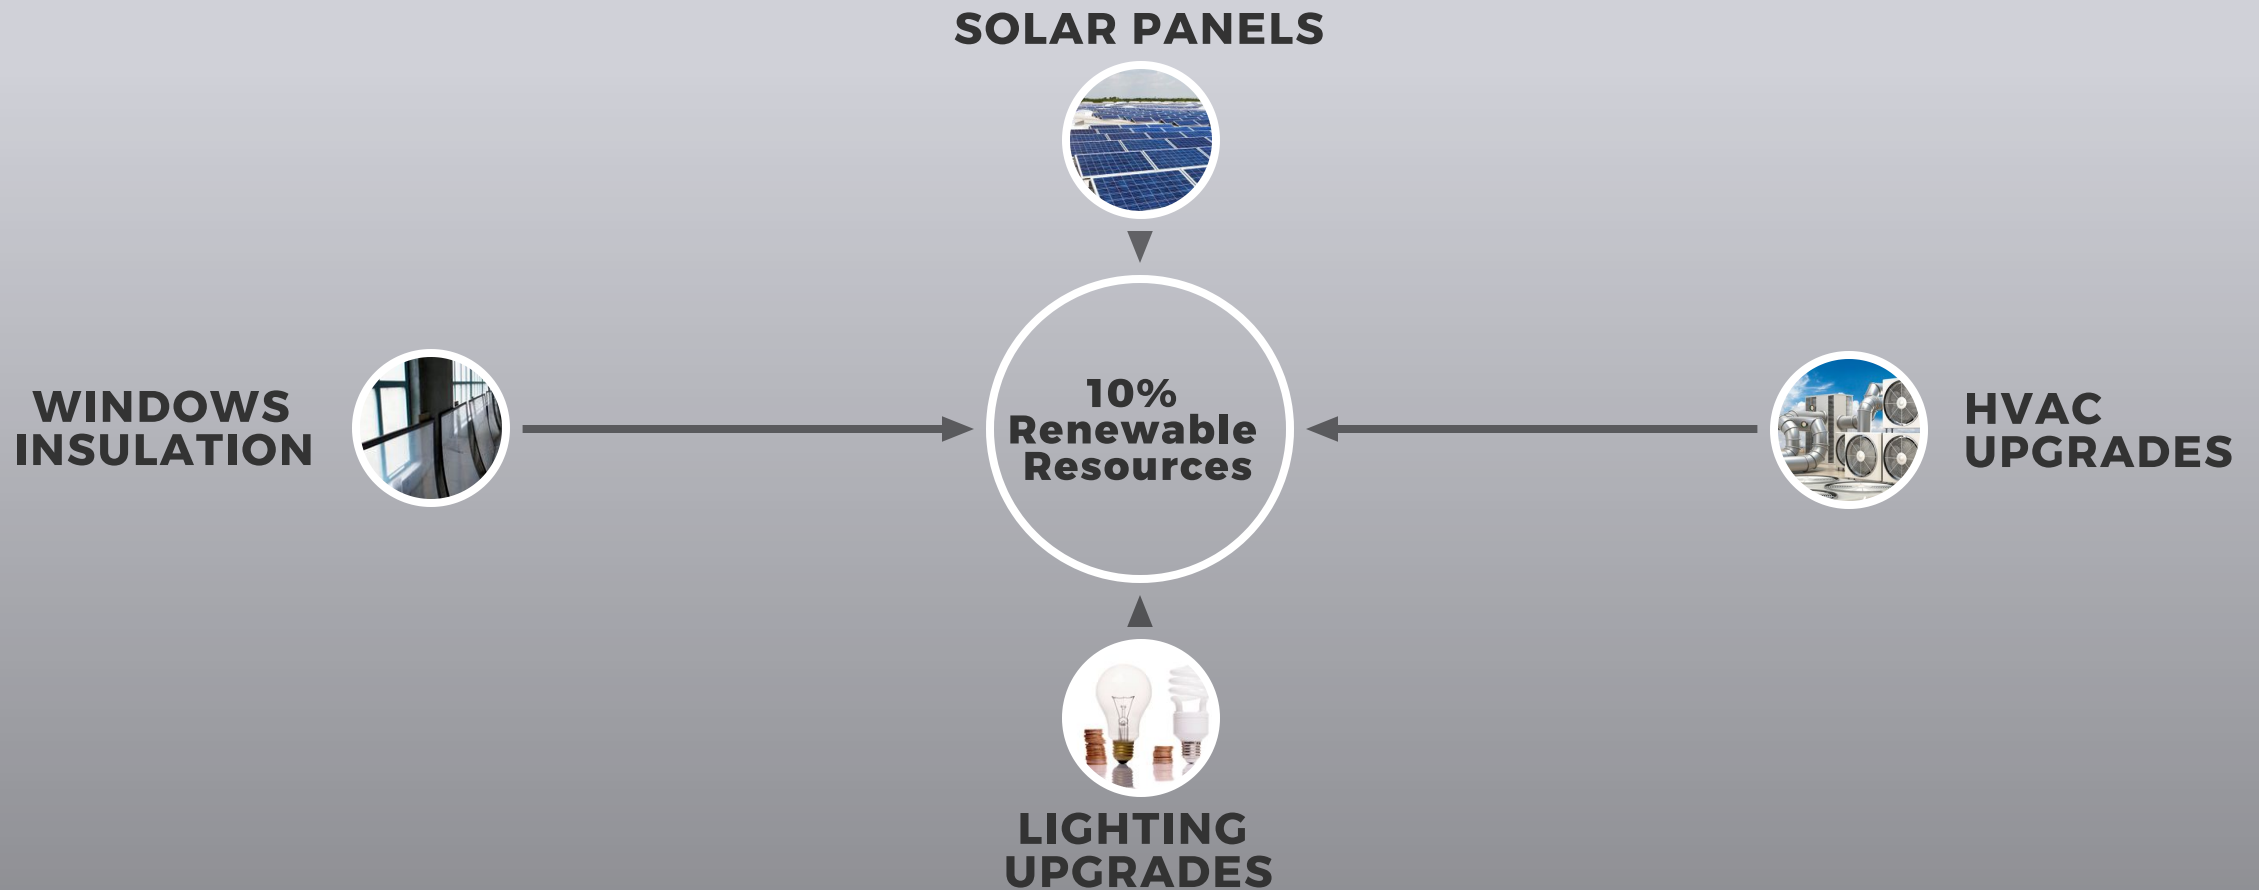 SOLAR PANELS
WINDOWS
INSULATION
10%
Renewable
Resources
HVAC
UPGRADES
LIGHTING
UPGRADES